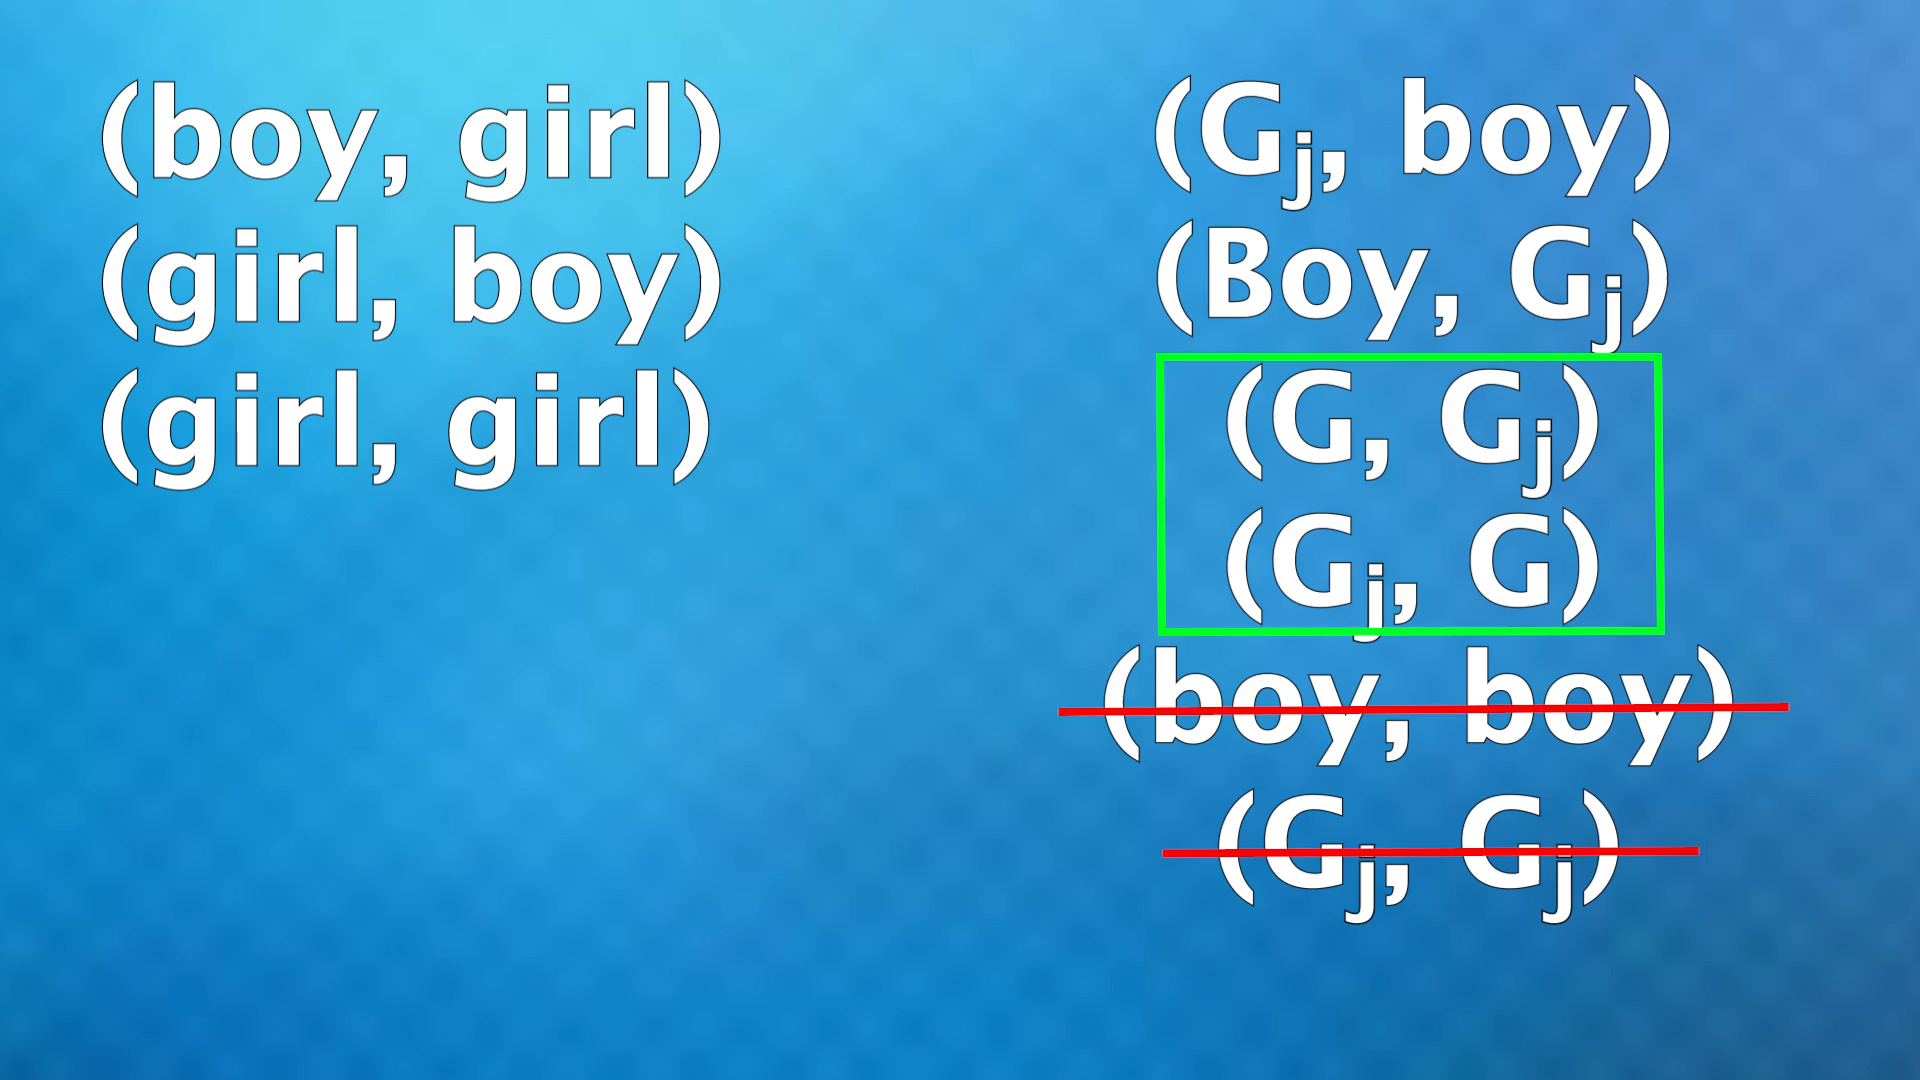 (boy, girl)
(girl, boy)
(girl, girl)
(Gj, boy)
(Boy, Gj)
(G, Gj)
(Gj, G)
(boy, boy)
(Gj, Gj)